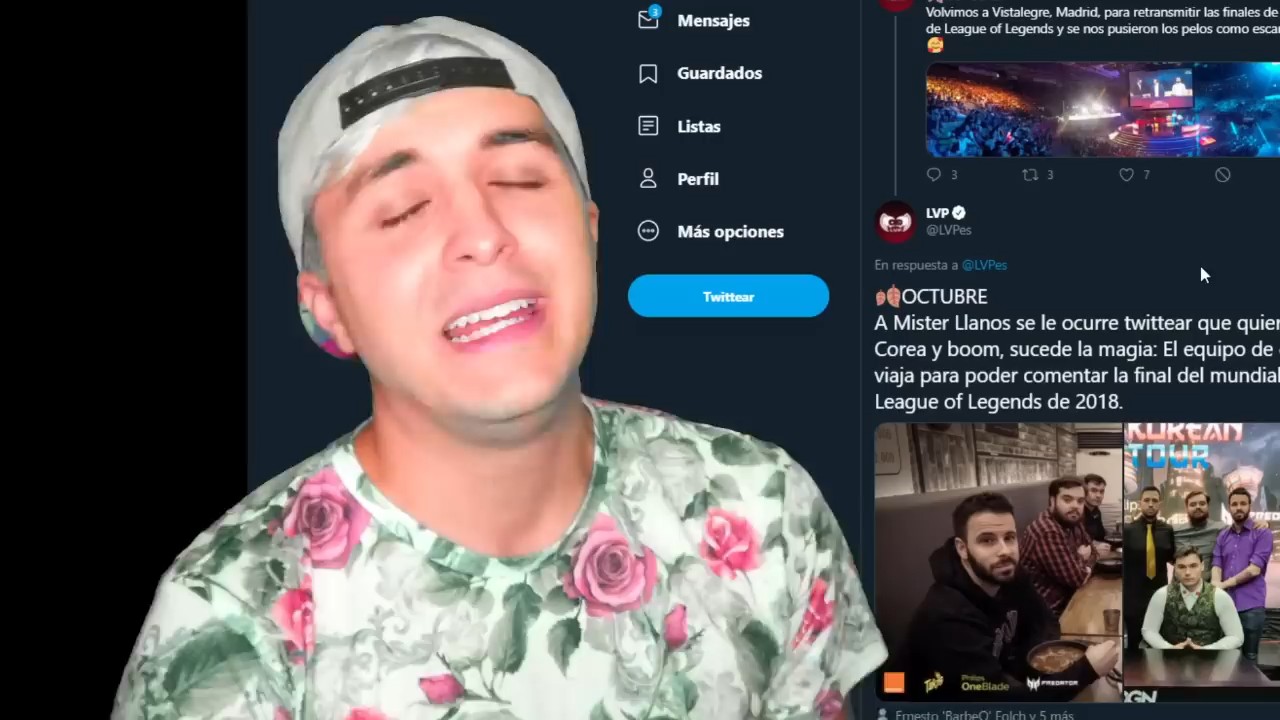 3
Mensajes
Guardados
Listas
Perfil
Más opciones
Twittear
Volvimos a Vistalegre, Madrid, para retransmitir las finales de
de League of Legends y se nos pusieron los pelos como
3 3 7
LVP
@LVPes
En respuesta a @LVPes
OCTUBRE
A Mister Llanos se le ocurre twittear que
Corea y boom, sucede la magia: El equipo de
viaja para poder comentar la final del mundial
League of Legends de 2018.
KOREAN
TOUR
Philips
OneBlade
PREDATOR
Ernesto 'BarbeQ' Folch y 5 más